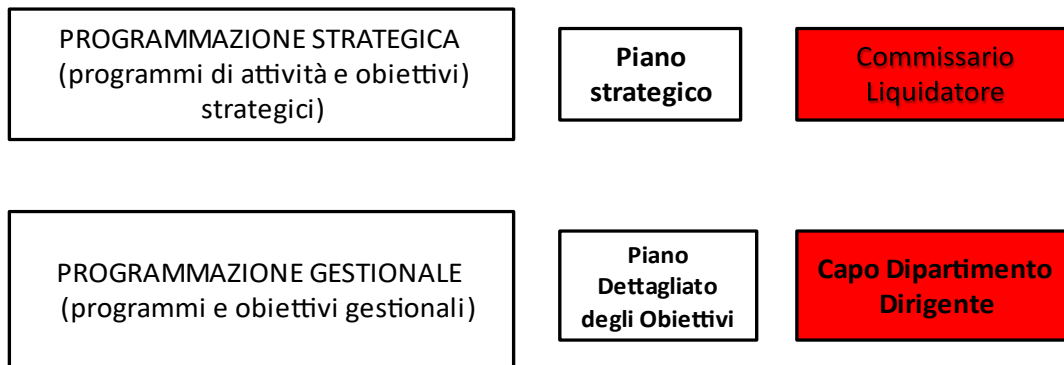 PROGRAMMAZIONE STRATEGICA
(programmi di attività e obiettivi)
strategici)
Piano
strategico
Commissario
Liquidatore
PROGRAMMAZIONE GESTIONALE
(programmi e obiettivi gestionali)
Piano
Dettagliato
degli Obiettivi
Capo Dipartimento
Dirigente